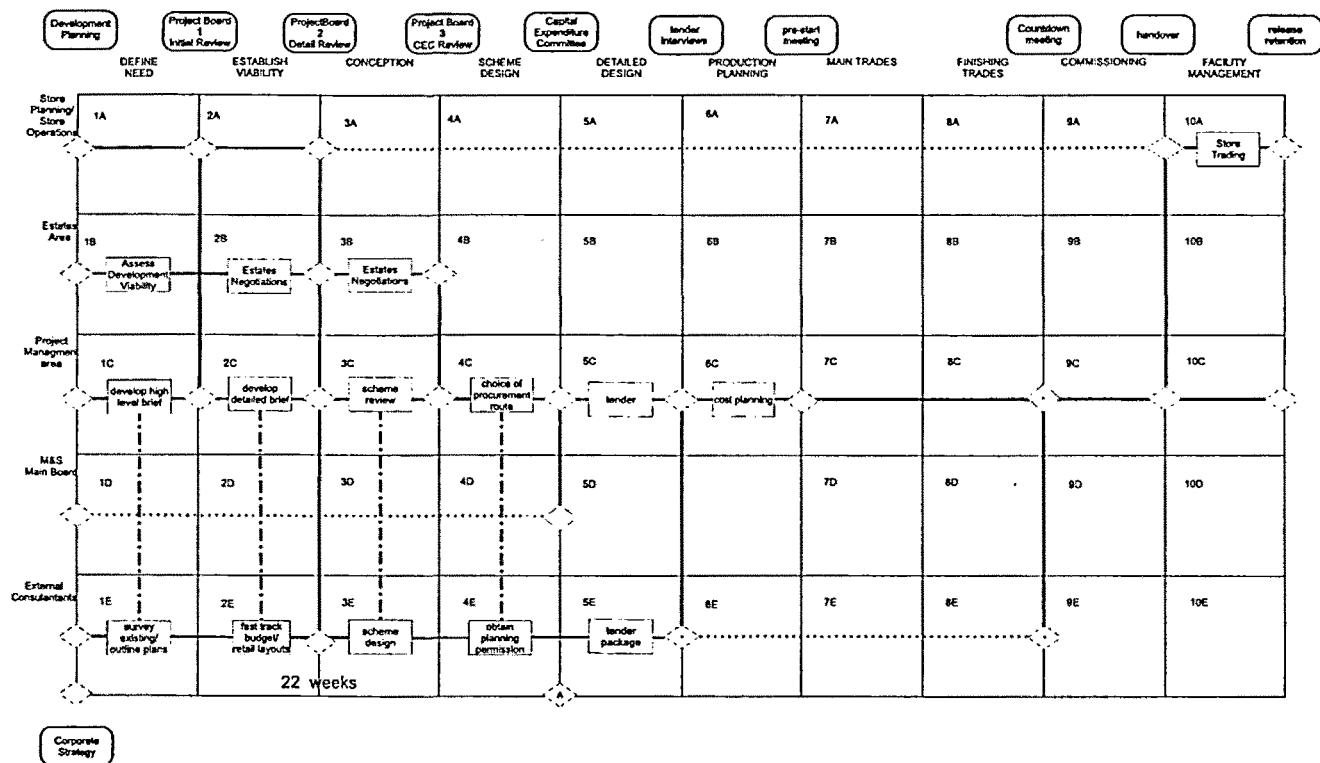 Development
Planning
Project Board
1
Initial Review
ProjectBoard
2
Detail Review
Project Board
3
CEC Review
Capital
Expenditure
Committee
tender
Interviews
pre-start
meeting
Countdown
meeting
handover
release
retention
DEFINE
NEED
ESTABLISH
VIABILITY
CONCEPTION
SCHEME
DESIGN
DETAILED
DESIGN
PRODUCTION
PLANNING
MAIN TRADES
FINISHING
TRADES
COMMISSIONING
FACILITY
MANAGEMENT
Store
Planning/
Store
Operations
1A
2A
3A
4A
5A
6A
7A
8A
9A
10A
Store
Trading
Estates
Area
1B
2B
3B
4B
5B
6B
7B
8B
9B
10B
Assess
Development
Viability
Estates
Negotiations
Estates
Negotiations
Project
Managment
area
1C
2C
3C
4C
5C
6C
7C
8C
9C
10C
develop high
level brief
develop
detailed brief
scheme
review
choice of
procurement
route
tender
cost planning
M&S
Main Board
1D
2D
3D
4D
5D
7D
8D
9D
10D
External
Consulantants
1E
2E
3E
4E
5E
6E
7E
8E
9E
10E
survey
existing/
outline plans
fast track
budget/
retail layouts
scheme
design
obtain
planning
permission
tender
package
22 weeks
A
Corporate
Strategy